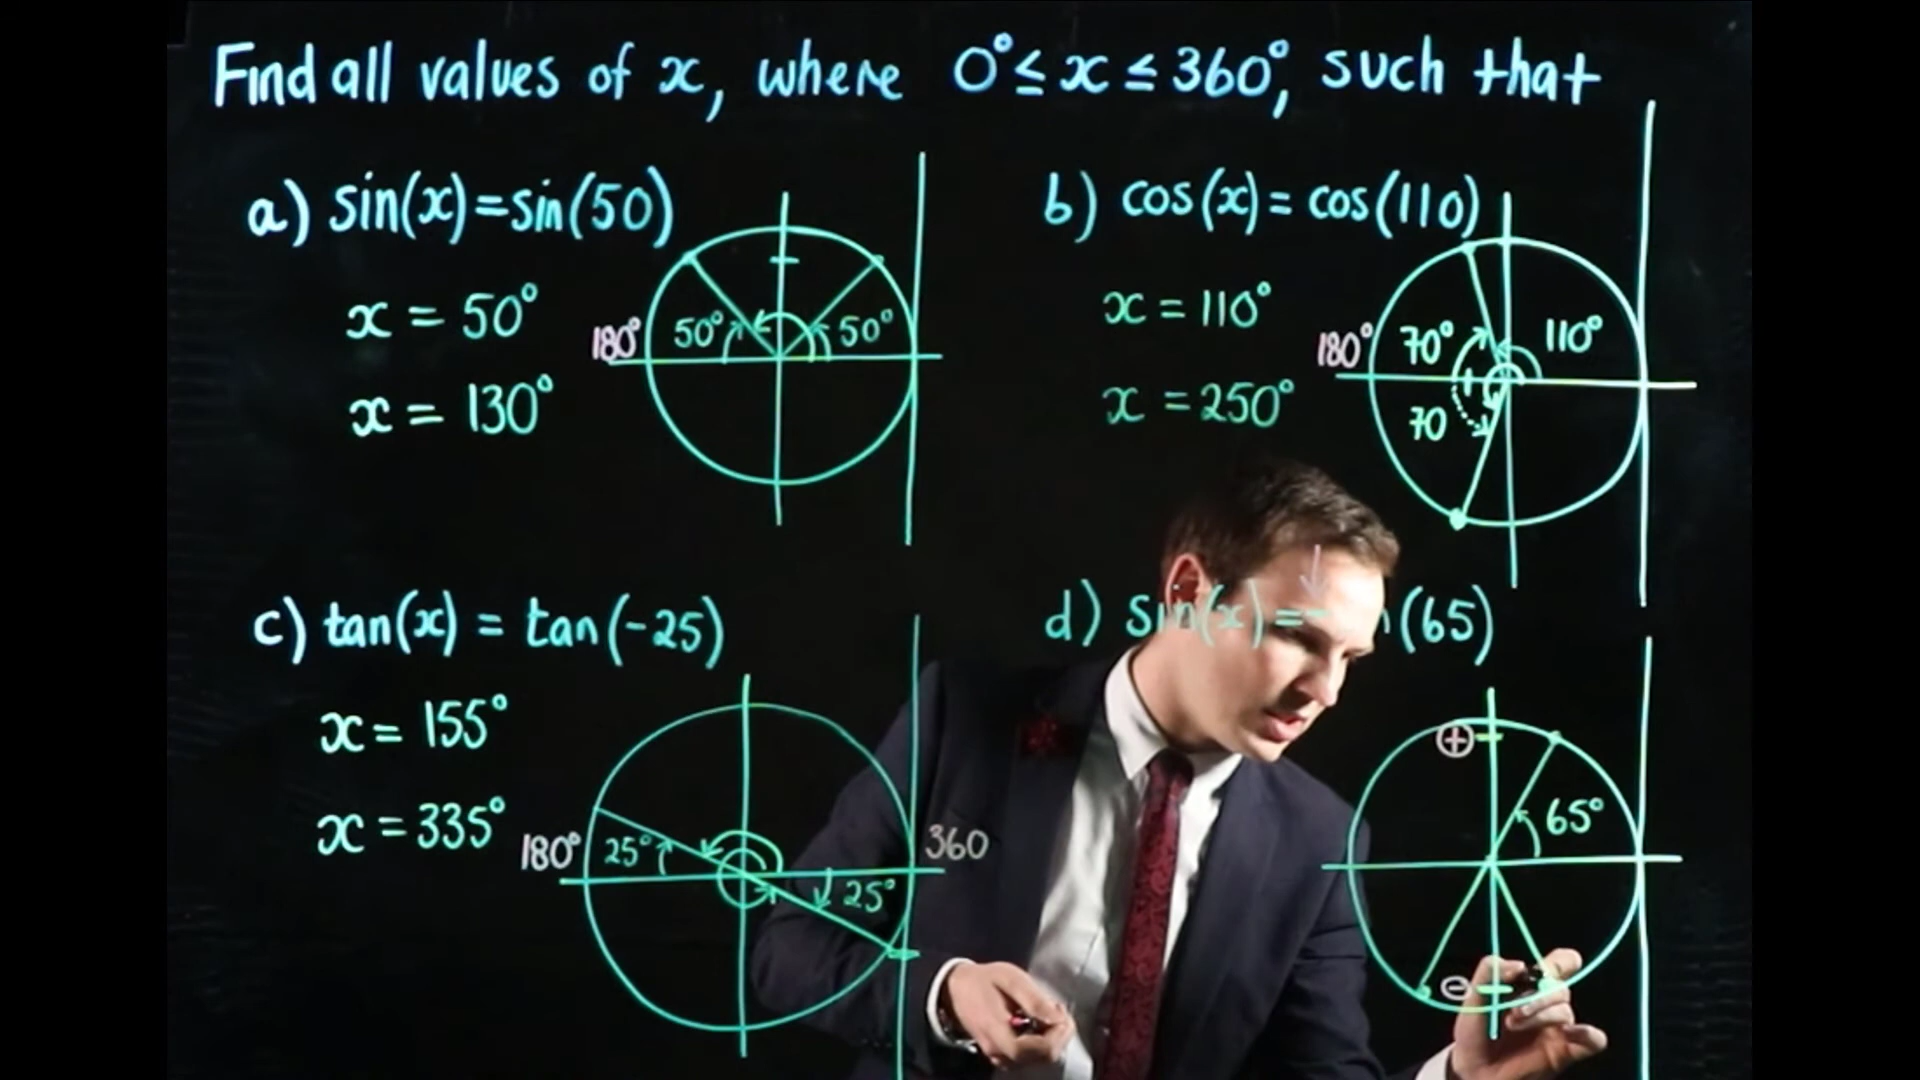 Find all values of x, where 0° ≤ x ≤ 360°, such that
a) sin(x)=sin(50)
x = 50°
x = 130°
180°
50°
50°
b) cos(x) = cos(110)
x = 110°
x = 250°
180°
70°
110°
70
c) tan(x) = tan(-25)
x = 155°
x = 335°
180°
25°
25°
360
d) sin(x) = - n(65)
+
65°
-